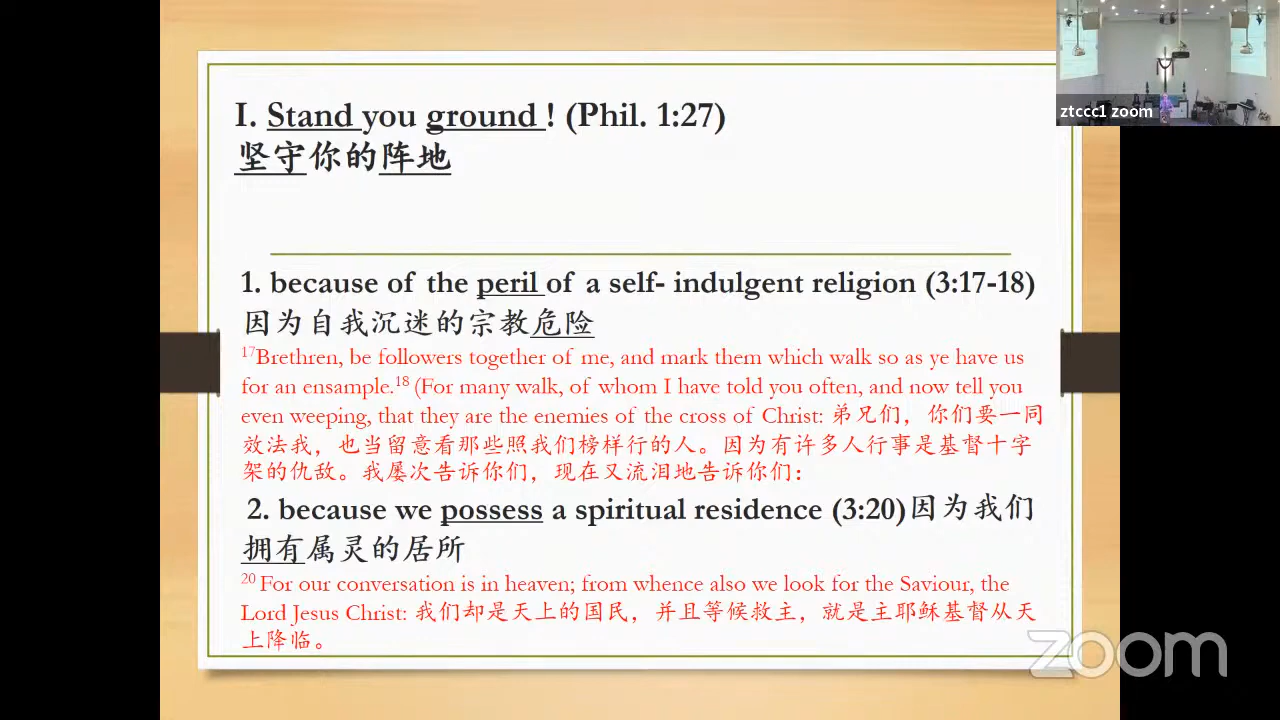 I. Stand you ground ! (Phil. 1:27)
坚守你的阵地
1. because of the peril of a self- indulgent religion (3:17-18)
因为自我沉迷的宗教危险
17Brethren, be followers together of me, and mark them which walk so as ye have us
for an ensample.18 (For many walk, of whom I have told you often, and now tell you
even weeping, that they are the enemies of the cross of Christ: 弟兄们，你们要一同
效法我，也当留意看那些照我们榜样行的人。因为有许多人行事是基督十字
架的仇敌。我屡次告诉你们，现在又流泪地告诉你们：
2. because we possess a spiritual residence (3:20)因为我们
拥有属灵的居所
20 For our conversation is in heaven; from whence also we look for the Saviour, the
Lord Jesus Christ: 我们却是天上的国民，并且等候救主，就是主耶稣基督从天
上降临。
ztccc1 zoom
zoom